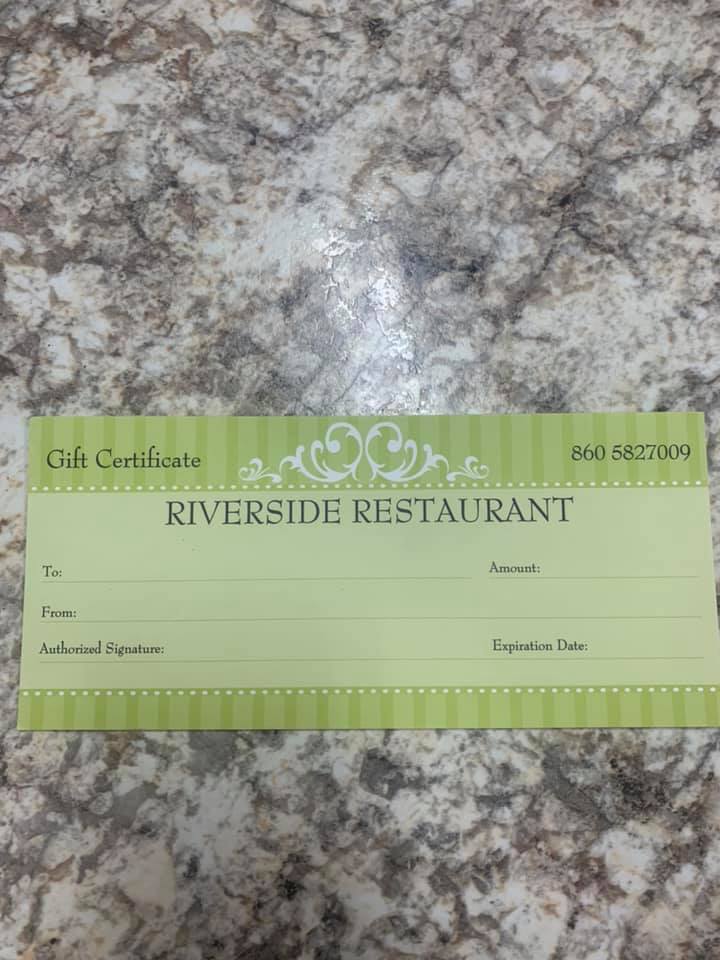 Gift Certificate
860 5827009
RIVERSIDE RESTAURANT
To:
Amount:
From:
Authorized Signature:
Expiration Date: